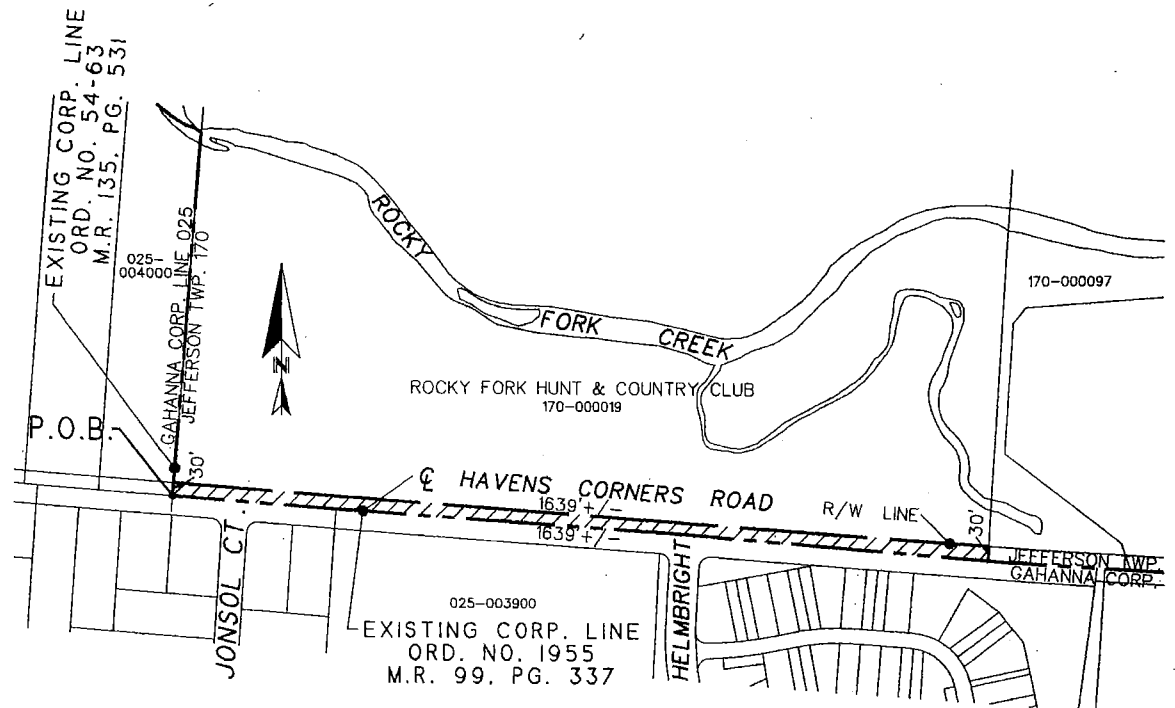 EXISTING CORP. LINE
ORD. NO. 54-63
M.R. 135, PG. 531
025-
004000
GAHANNA CORP. LINE 025
JEFFERSON TWP. 170
ROCKY
FORK
CREEK
170-000097
N
ROCKY FORK HUNT & COUNTRY CLUB
170-000019
P.O.B.
30'
℄ HAVENS CORNERS ROAD
1639'+/-
1639'+/-
R/W LINE
30'
JEFFERSON TWP.
GAHANNA CORP.
JONSOL CT.
HELMBRIGHT
025-003900
EXISTING CORP. LINE
ORD. NO. 1955
M.R. 99, PG. 337